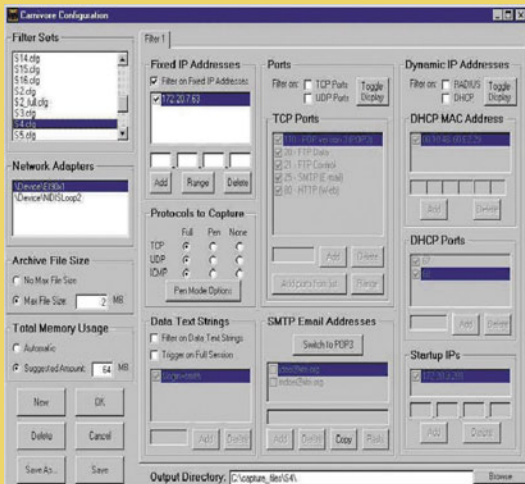 Carnivore Configuration
Filter Sets
S14.cfg
S15.cfg
S16.cfg
S2.cfg
S2_full.cfg
S3.cfg
S4.cfg
S5.cfg
Network Adapters
\Device\El90x1
\Device\NDISLoop2
Archive File Size
No Max File Size
Max File Size: 2 MB
Total Memory Usage
Automatic
Suggested Amount: 64 MB
New OK
Delete Cancel
Save As... Save
Filter 1
Fixed IP Addresses
Filter on Fixed IP Addresses
172.20.7.63
Add Range Delete
Protocols to Capture
Full Pen None
TCP
UDP
ICMP
Pen Mode Options
Data Text Strings
Filter on Data Text Strings
Trigger on Full Session
Add Delete
Ports
Filter on: TCP Ports
UDP Ports
Toggle Display
TCP Ports
110 - POP version 3 (POP3)
20 - FTP Data
21 - FTP Control
25 - SMTP (E-mail)
80 - HTTP (Web)
Add Delete
Add ports from list Range
SMTP Email Addresses
Switch to POP3
Add Delete Copy Paste
Dynamic IP Addresses
Filter on: RADIUS
DHCP
Toggle Display
DHCP MAC Address
Add Delete
DHCP Ports
67
68
Add Delete
Startup IPs
Add Delete
Output Directory: C:\capture_files\S4\
Browse